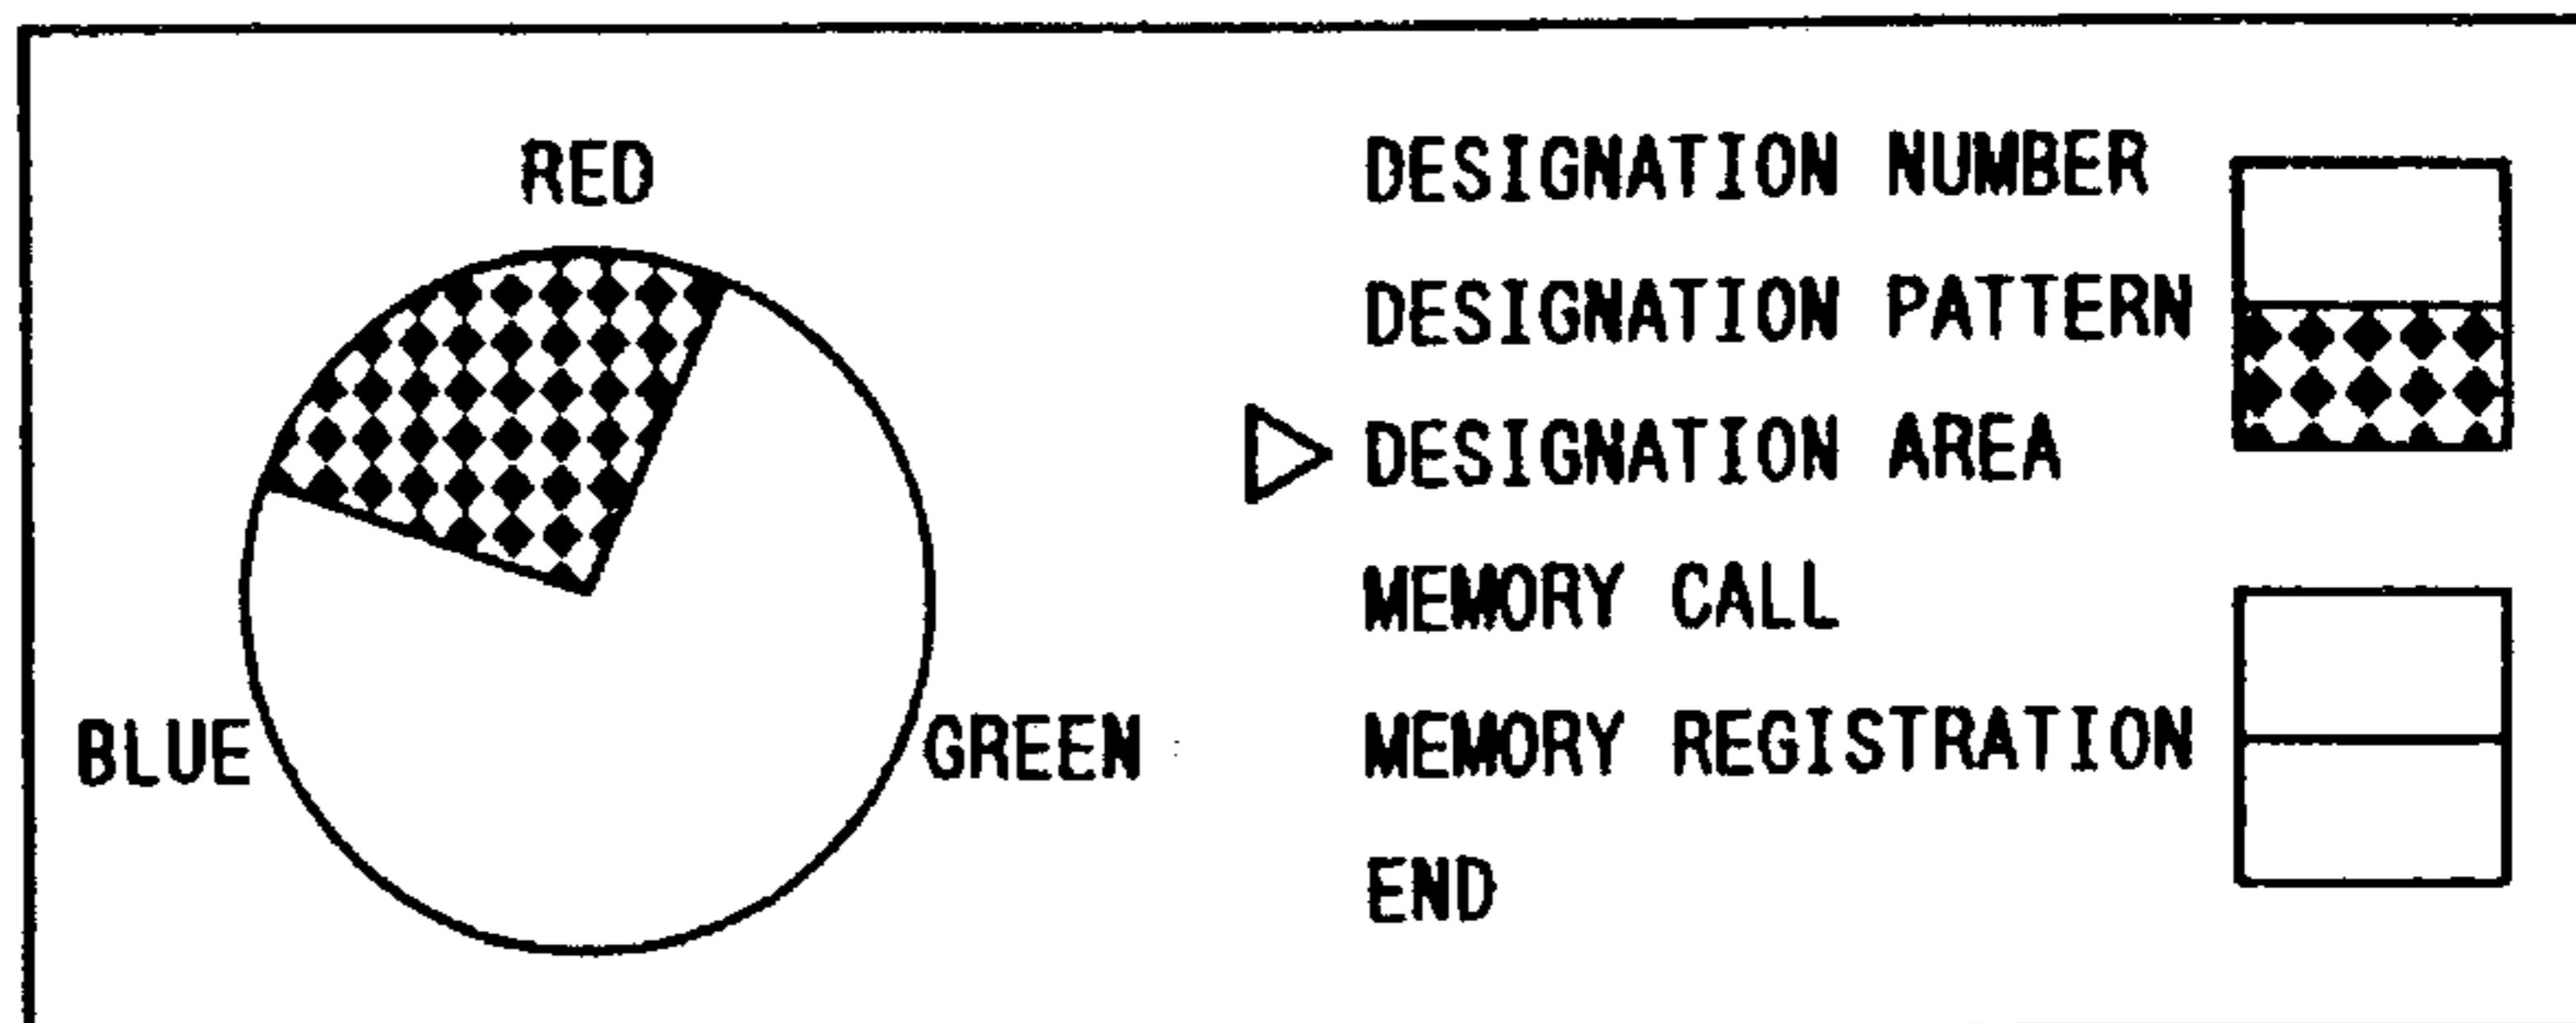 RED
BLUE
GREEN
DESIGNATION NUMBER
DESIGNATION PATTERN
DESIGNATION AREA
MEMORY CALL
MEMORY REGISTRATION
END